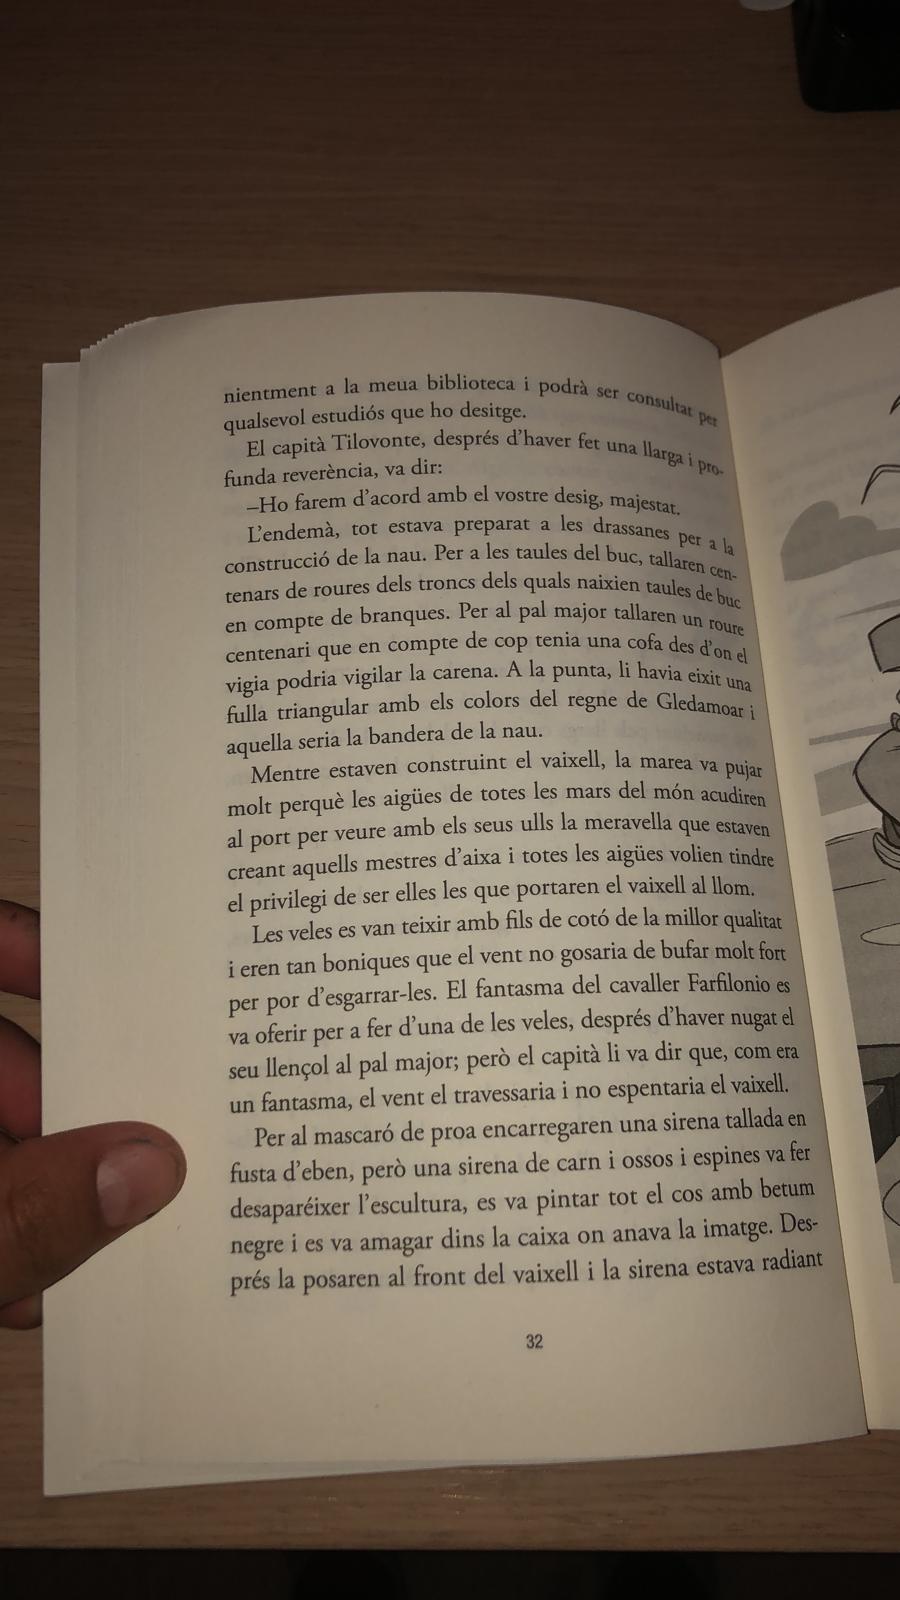 nientment a la meua biblioteca i podrà ser consultat per
qualsevol estudiós que ho desitge.
El capità Tilovonte, després d’haver fet una llarga i pro-
funda reverència, va dir:
–Ho farem d’acord amb el vostre desig, majestat.
L’endemà, tot estava preparat a les drassanes per a la
construcció de la nau. Per a les taules del buc, tallaren cen-
tenars de roures dels troncs dels quals naixien taules de buc
en compte de branques. Per al pal major tallaren un roure
centenari que en compte de cop tenia una cofa des d’on el
vigia podria vigilar la carena. A la punta, li havia eixit una
fulla triangular amb els colors del regne de Gledamoar i
aquella seria la bandera de la nau.
Mentre estaven construint el vaixell, la marea va pujar
molt perquè les aigües de totes les mars del món acudiren
al port per veure amb els seus ulls la meravella que estaven
creant aquells mestres d’aixa i totes les aigües volien tindre
el privilegi de ser elles les que portaren el vaixell al llom.
Les veles es van teixir amb fils de cotó de la millor qualitat
i eren tan boniques que el vent no gosaria de bufar molt fort
per por d’esgarrar-les. El fantasma del cavaller Farfilonio es
va oferir per a fer d’una de les veles, després d’haver nugat el
seu llençol al pal major; però el capità li va dir que, com era
un fantasma, el vent el travessaria i no espentaria el vaixell.
Per al mascaró de proa encarregaren una sirena tallada en
fusta d’eben, però una sirena de carn i ossos i espines va fer
desaparéixer l’escultura, es va pintar tot el cos amb betum
negre i es va amagar dins la caixa on anava la imatge. Des-
prés la posaren al front del vaixell i la sirena estava radiant
32